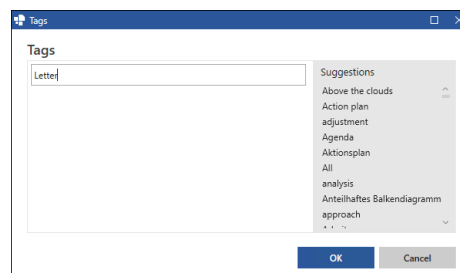 Tags
Tags
Letter
Suggestions
Above the clouds
Action plan
adjustment
Agenda
Aktionsplan
All
analysis
Anteilhaftes Balkendiagramm
approach
OK
Cancel